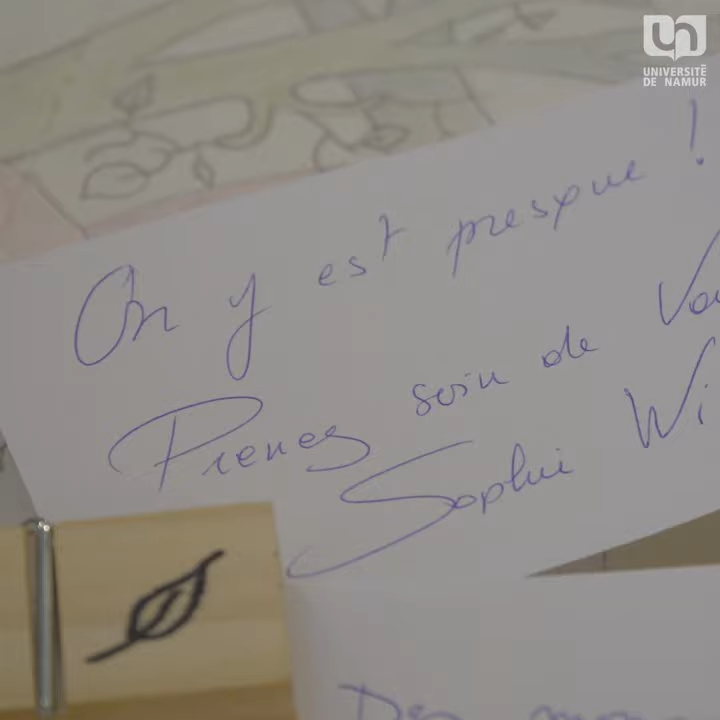 UNIVERSITÉ
DE NAMUR
On y est presque !
Prenez soin de
Sophie